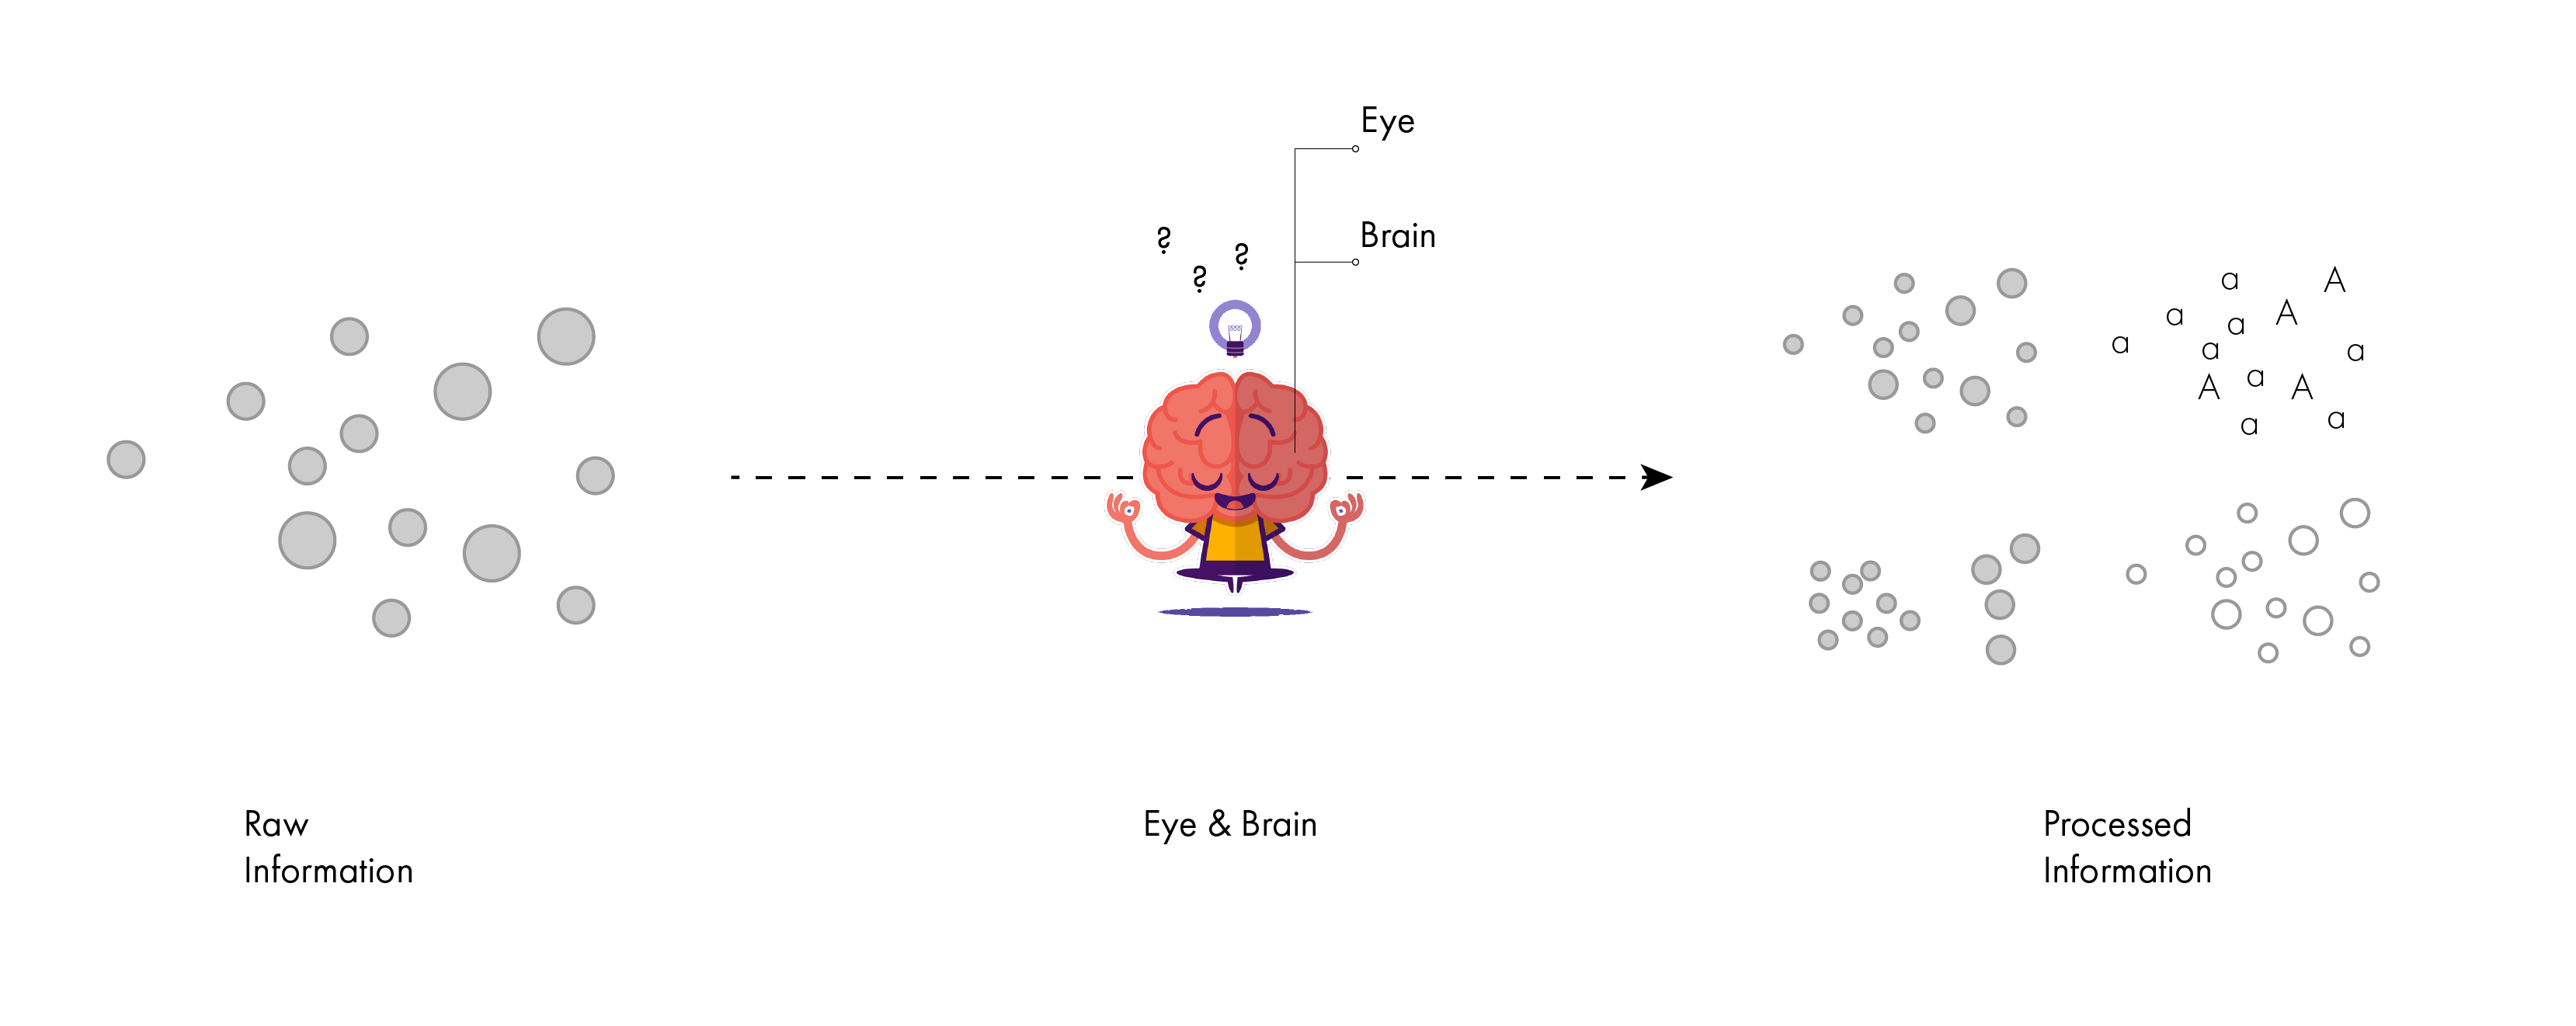 Eye
Brain
? ? ?
a A
a a A
a a a
A a A
a a
Raw
Information
Eye & Brain
Processed
Information